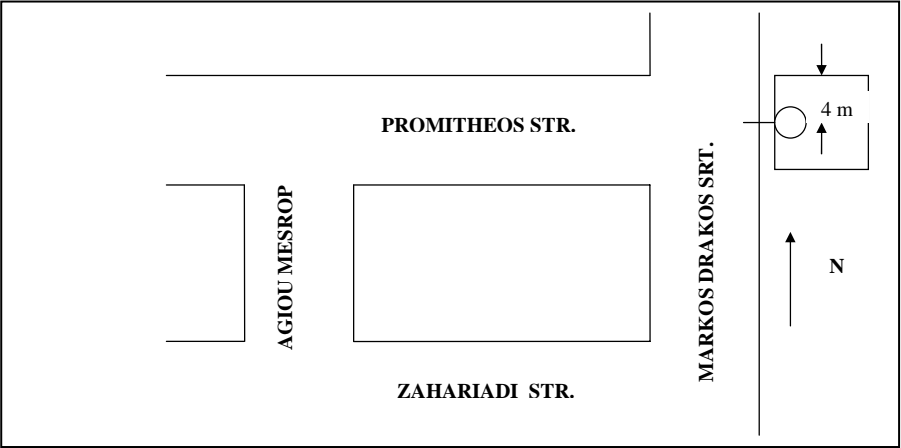 4 m
PROMITHEOS STR.
MARKOS DRAKOS SRT.
AGIOU MESROP
N
ZAHARIADI STR.